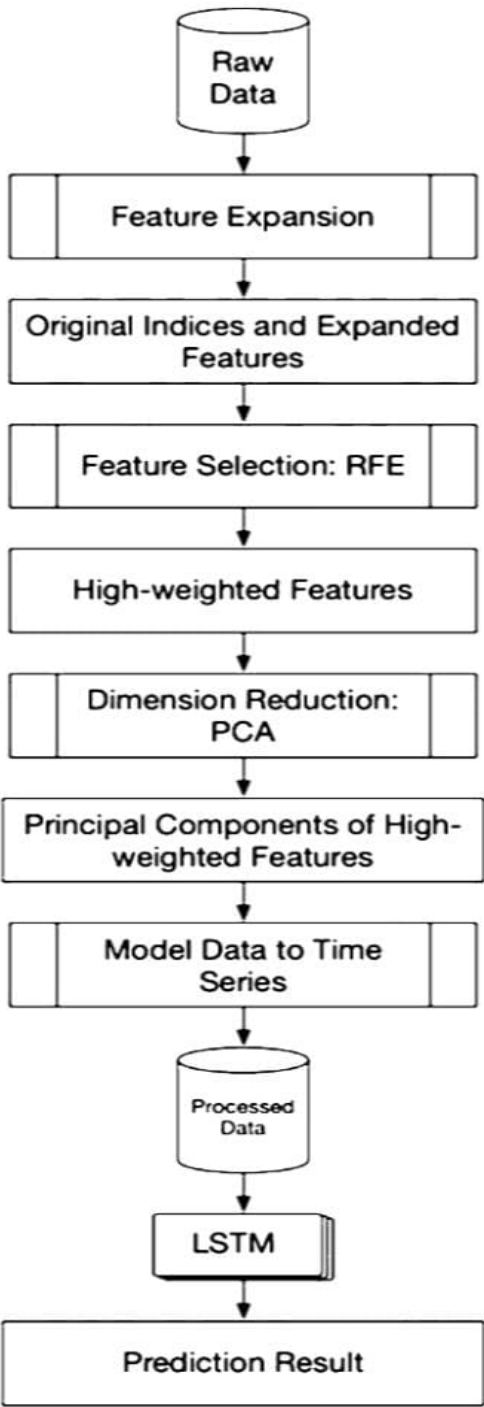 Raw
Data
Feature Expansion
Original Indices and Expanded
Features
Feature Selection: RFE
High-weighted Features
Dimension Reduction:
PCA
Principal Components of High-
weighted Features
Model Data to Time
Series
Processed
Data
LSTM
Prediction Result